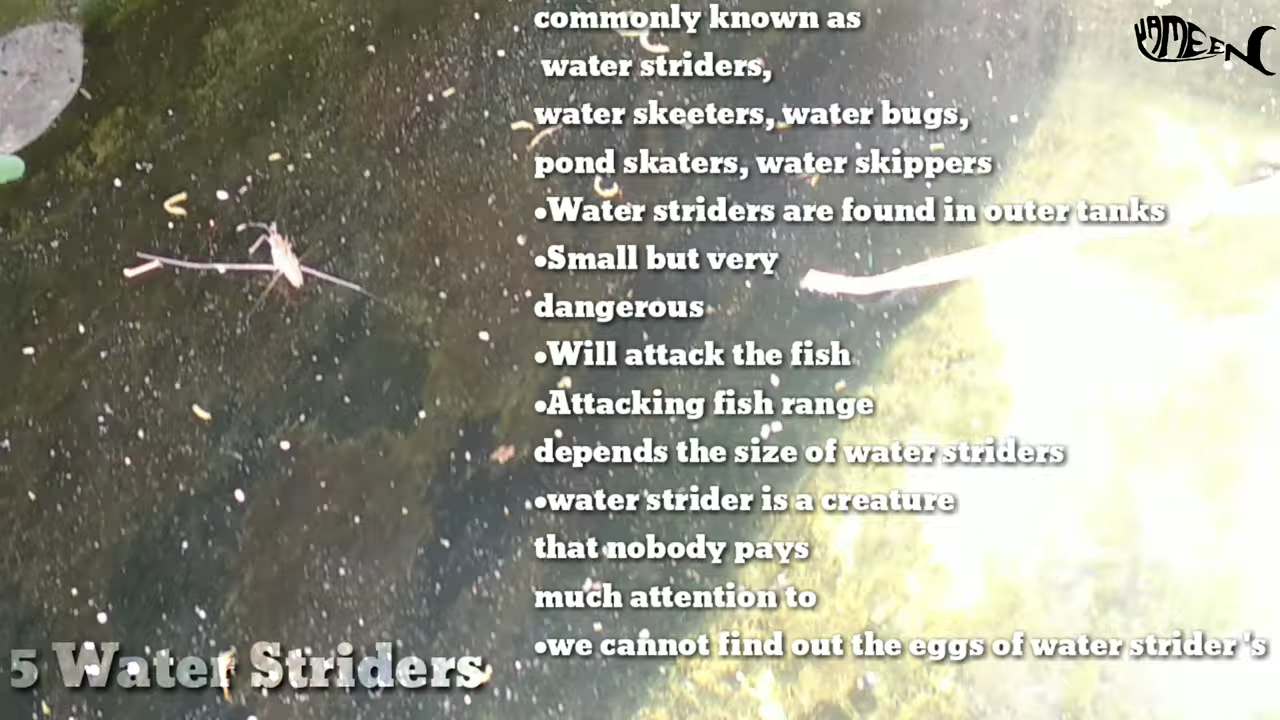 commonly known as
water striders,
water skeeters, water bugs,
pond skaters, water skippers
•Water striders are found in outer tanks
•Small but very
dangerous
•Will attack the fish
•Attacking fish range
depends the size of water striders
•water strider is a creature
that nobody pays
much attention to
•we cannot find out the eggs of water strider's
5 Water Striders
YAMEEN